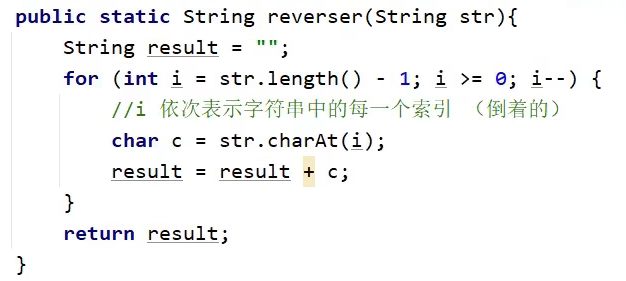 public static String reverser(String str){
    String result = "";
    for (int i = str.length() - 1; i >= 0; i--) {
        //i 依次表示字符串中的每一个索引 （倒着的）
        char c = str.charAt(i);
        result = result + c;
    }
    return result;
}